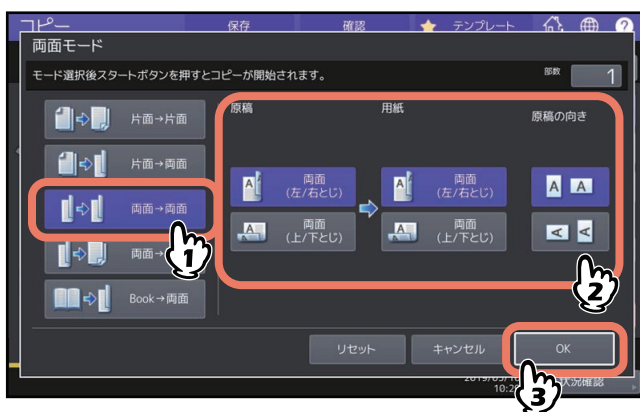 コピー 保存 確認 テンプレート ?
両面モード
モード選択後スタートボタンを押すとコピーが開始されます。 部数 1
原稿 用紙 原稿の向き
片面→片面
片面→両面
両面 両面
(左/右とじ) (左/右とじ)
A A A A
両面→両面
両面 両面
(上/下とじ) (上/下とじ)
A A A A
1
両面→
2
Book→両面
リセット キャンセル OK
10:2
状況確認
3